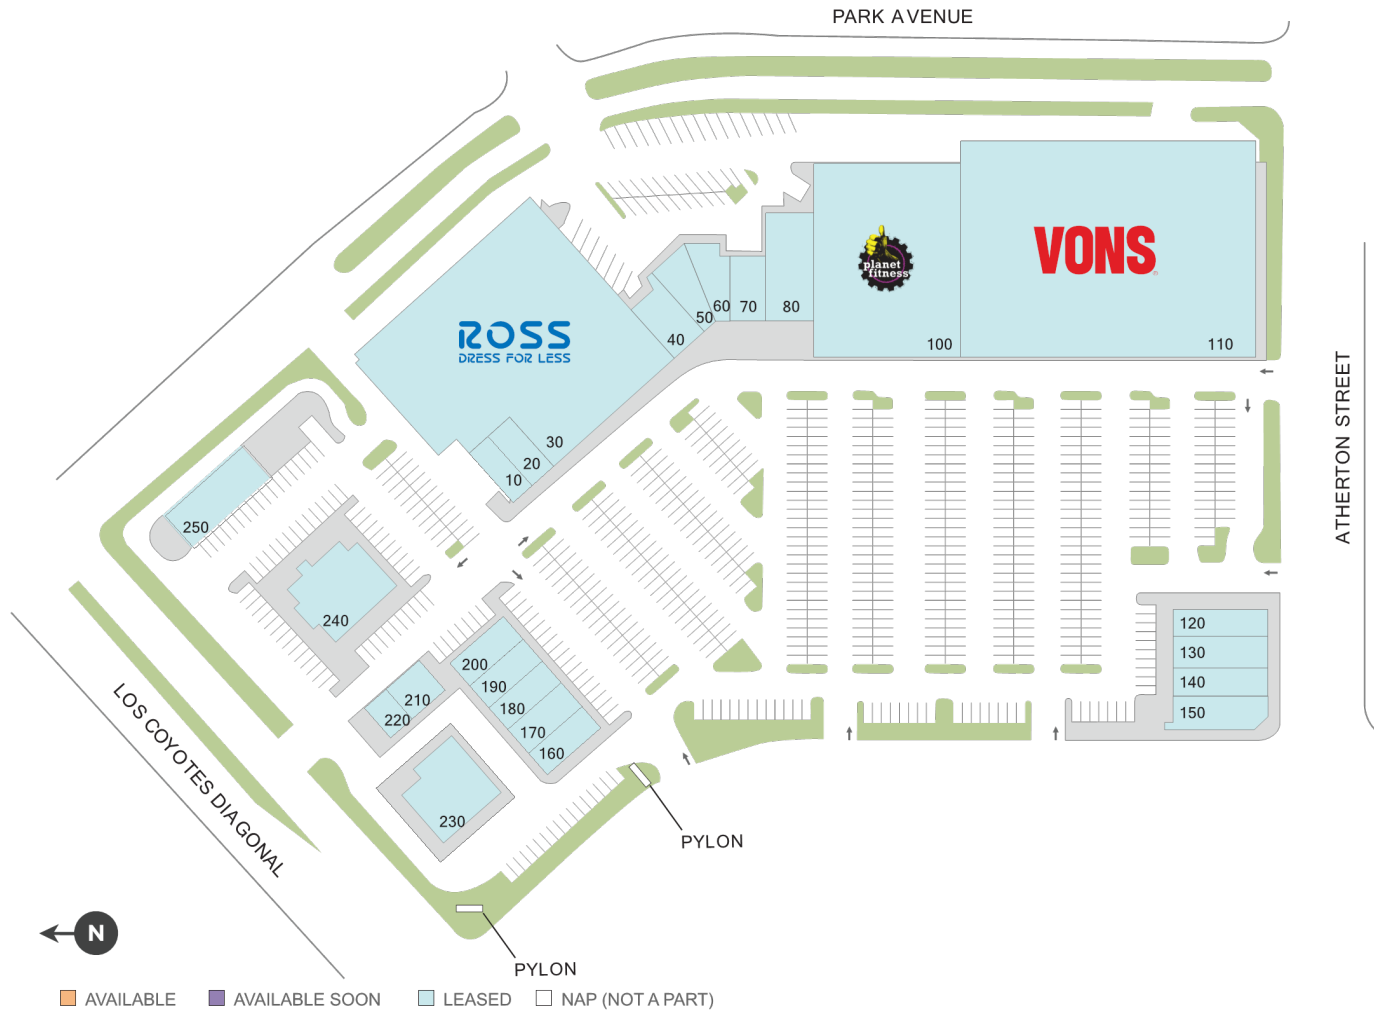 PARK AVENUE
VONS
planet
fitness
ROSS
DRESS FOR LESS
60
70
80
50
40
100
110
ATHERTON STREET
30
20
10
250
240
120
130
140
150
200
190
180
170
160
210
220
230
LOS COYOTES DIAGONAL
PYLON
PYLON
N
AVAILABLE
AVAILABLE SOON
LEASED
NAP (NOT A PART)